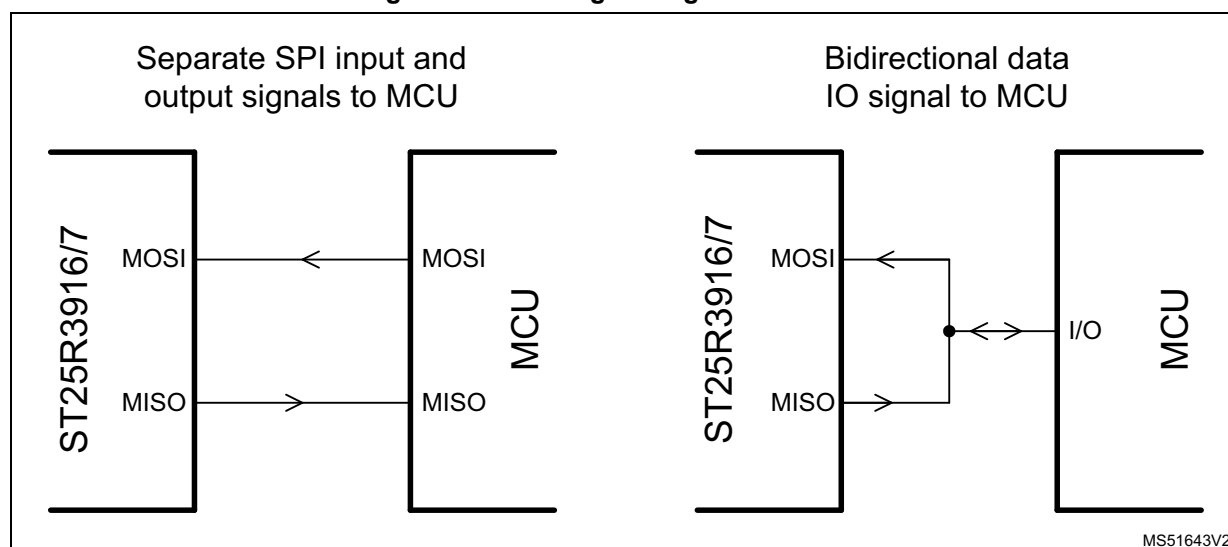 Separate SPI input and
output signals to MCU
ST25R3916/7
MOSI
MISO
MOSI
MISO
MCU
Bidirectional data
IO signal to MCU
ST25R3916/7
MOSI
MISO
I/O
MCU
MS51643V2